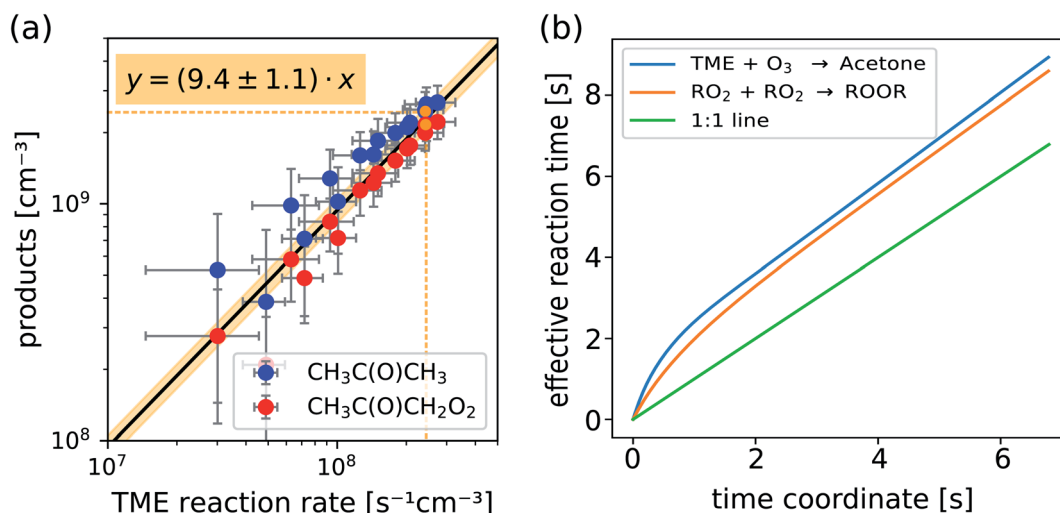 (a)
y = (9.4 ± 1.1) · x
products [cm⁻³]
10⁹
10⁸
CH₃C(O)CH₃
CH₃C(O)CH₂O₂
10⁷
10⁸
TME reaction rate [s⁻¹cm⁻³]
(b)
effective reaction time [s]
8
6
4
2
0
TME + O₃ → Acetone
RO₂ + RO₂ → ROOR
1:1 line
0
2
4
6
time coordinate [s]